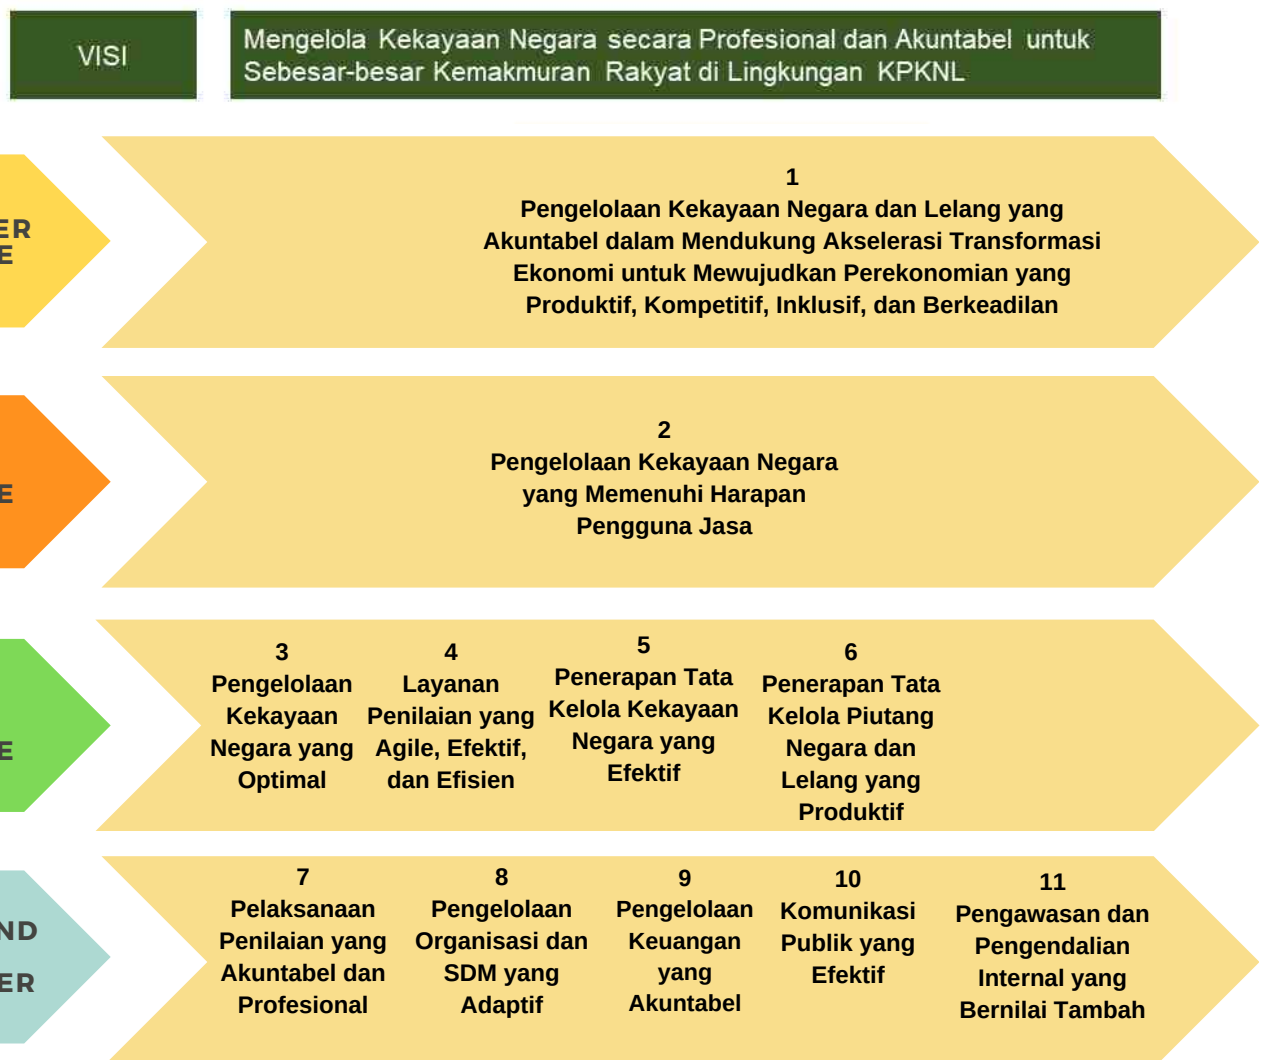 VISI
Mengelola Kekayaan Negara secara Profesional dan Akuntabel untuk
Sebesar-besar Kemakmuran Rakyat di Lingkungan KPKNL
ER
E
1
Pengelolaan Kekayaan Negara dan Lelang yang
Akuntabel dalam Mendukung Akselerasi Transformasi
Ekonomi untuk Mewujudkan Perekonomian yang
Produktif, Kompetitif, Inklusif, dan Berkeadilan
E
2
Pengelolaan Kekayaan Negara
yang Memenuhi Harapan
Pengguna Jasa
E
3
Pengelolaan
Kekayaan
Negara yang
Optimal
4
Layanan
Penilaian yang
Agile, Efektif,
dan Efisien
5
Penerapan Tata
Kelola Kekayaan
Negara yang
Efektif
6
Penerapan Tata
Kelola Piutang
Negara dan
Lelang yang
Produktif
ND
ER
7
Pelaksanaan
Penilaian yang
Akuntabel dan
Profesional
8
Pengelolaan
Organisasi dan
SDM yang
Adaptif
9
Pengelolaan
Keuangan
yang
Akuntabel
10
Komunikasi
Publik yang
Efektif
11
Pengawasan dan
Pengendalian
Internal yang
Bernilai Tambah